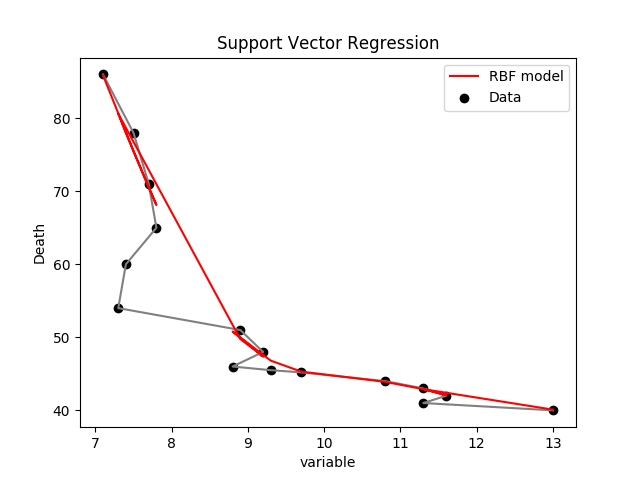 Support Vector Regression
RBF model
Data
80
70
60
50
40
Death
7
8
9
10
11
12
13
variable